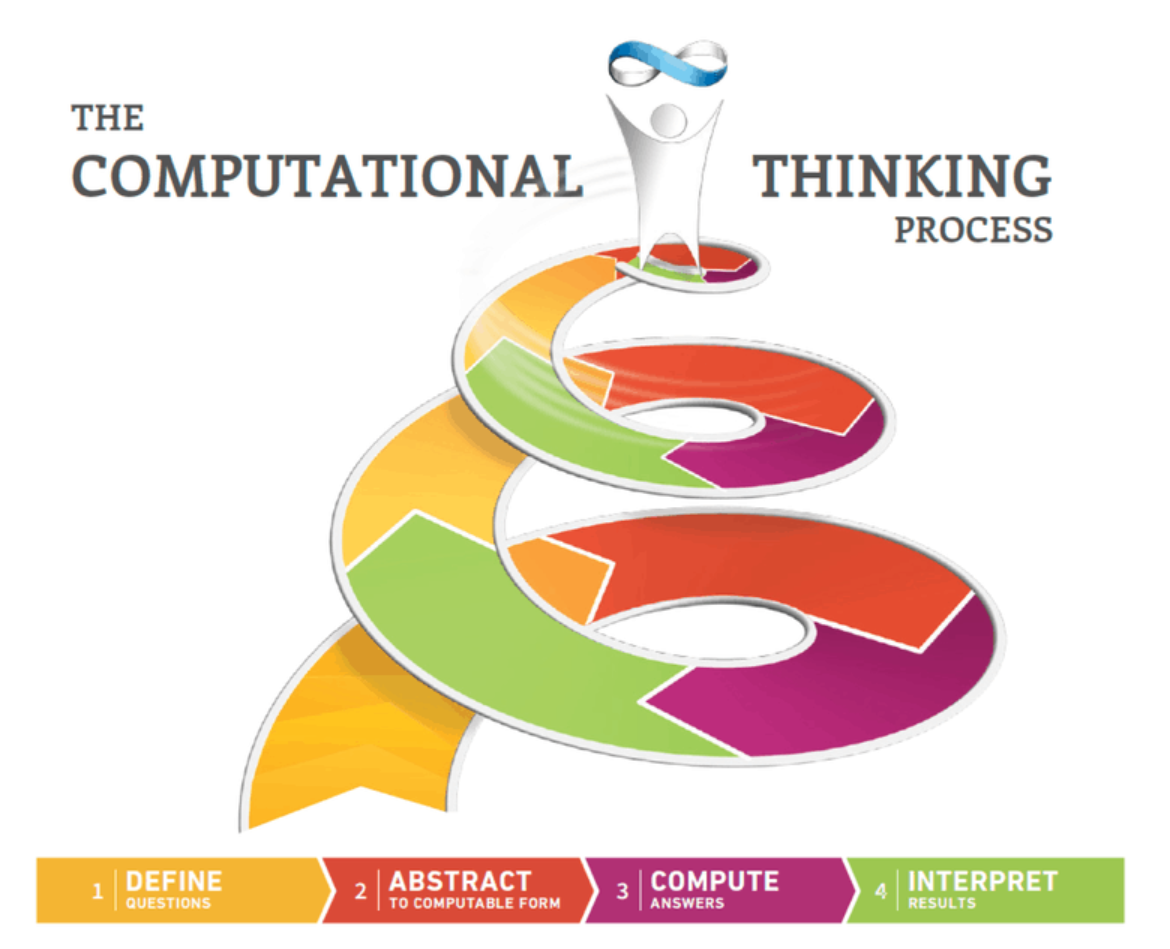 THE
COMPUTATIONAL THINKING
PROCESS
1 DEFINE
QUESTIONS
2 ABSTRACT
TO COMPUTABLE FORM
3 COMPUTE
ANSWERS
4 INTERPRET
RESULTS